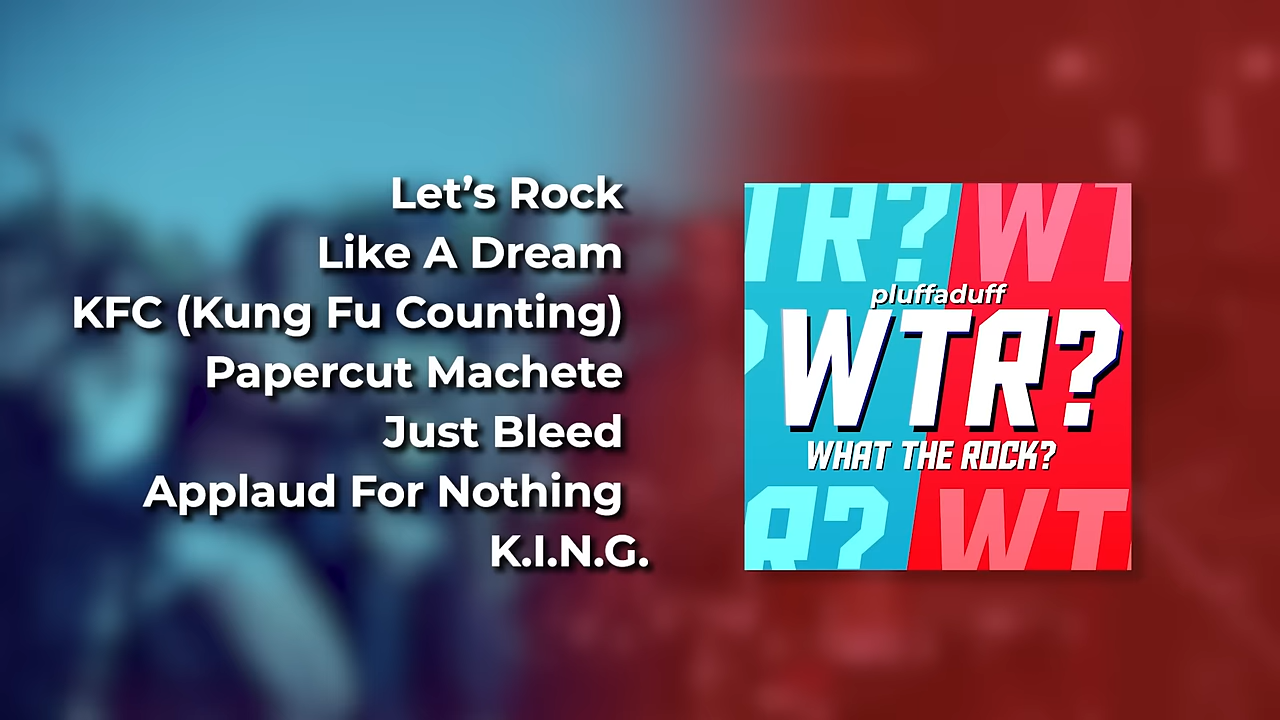 Let’s Rock
Like A Dream
KFC (Kung Fu Counting)
Papercut Machete
Just Bleed
Applaud For Nothing
K.I.N.G.
TR? WT
pluffaduff
WTR?
WHAT THE ROCK?
R? WT